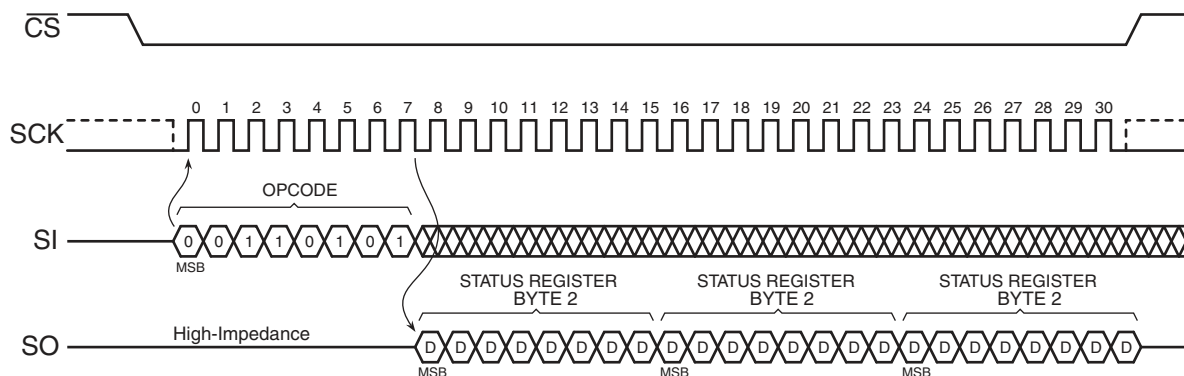 CS
0 1 2 3 4 5 6 7 8 9 10 11 12 13 14 15 16 17 18 19 20 21 22 23 24 25 26 27 28 29 30
SCK
OPCODE
SI
0 0 1 1 0 1 0 1
MSB
STATUS REGISTER
BYTE 2
STATUS REGISTER
BYTE 2
STATUS REGISTER
BYTE 2
High-Impedance
SO
D D D D D D D D D D D D D D D D D D D D D D D D
MSB
MSB
MSB